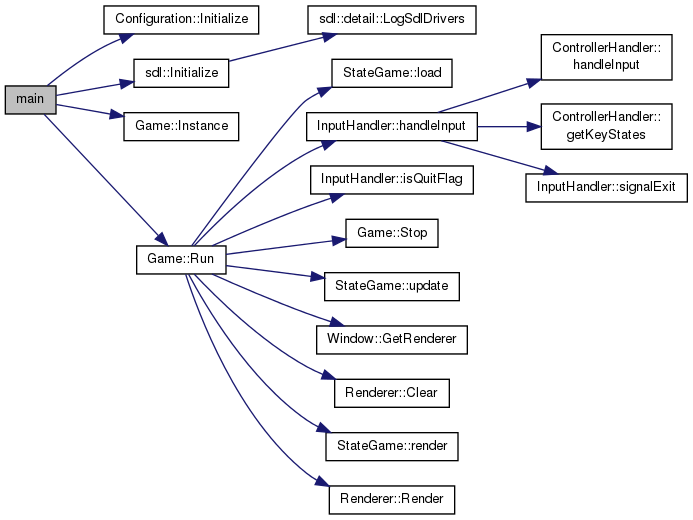 main
Configuration::Initialize
sdl::Initialize
Game::Instance
Game::Run
sdl::detail::LogSdlDrivers
StateGame::load
InputHandler::handleInput
InputHandler::isQuitFlag
Game::Stop
StateGame::update
Window::GetRenderer
Renderer::Clear
StateGame::render
Renderer::Render
ControllerHandler::
handleInput
ControllerHandler::
getKeyStates
InputHandler::signalExit